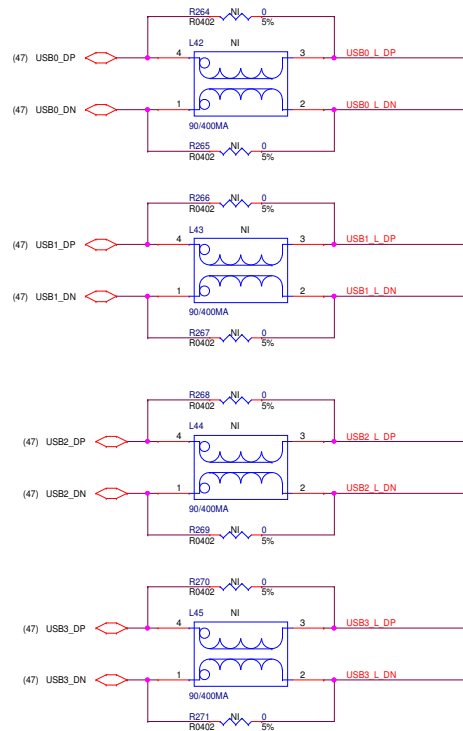 R264 NI 0
R0402 5%
L42 NI
(47) USB0_DP 4 3 USB0_L_DP
(47) USB0_DN 1 2 USB0_L_DN
90/400MA
R265 NI 0
R0402 5%
R266 NI 0
R0402 5%
L43 NI
(47) USB1_DP 4 3 USB1_L_DP
(47) USB1_DN 1 2 USB1_L_DN
90/400MA
R267 NI 0
R0402 5%
R268 NI 0
R0402 5%
L44 NI
(47) USB2_DP 4 3 USB2_L_DP
(47) USB2_DN 1 2 USB2_L_DN
90/400MA
R269 NI 0
R0402 5%
R270 NI 0
R0402 5%
L45 NI
(47) USB3_DP 4 3 USB3_L_DP
(47) USB3_DN 1 2 USB3_L_DN
90/400MA
R271 NI 0
R0402 5%